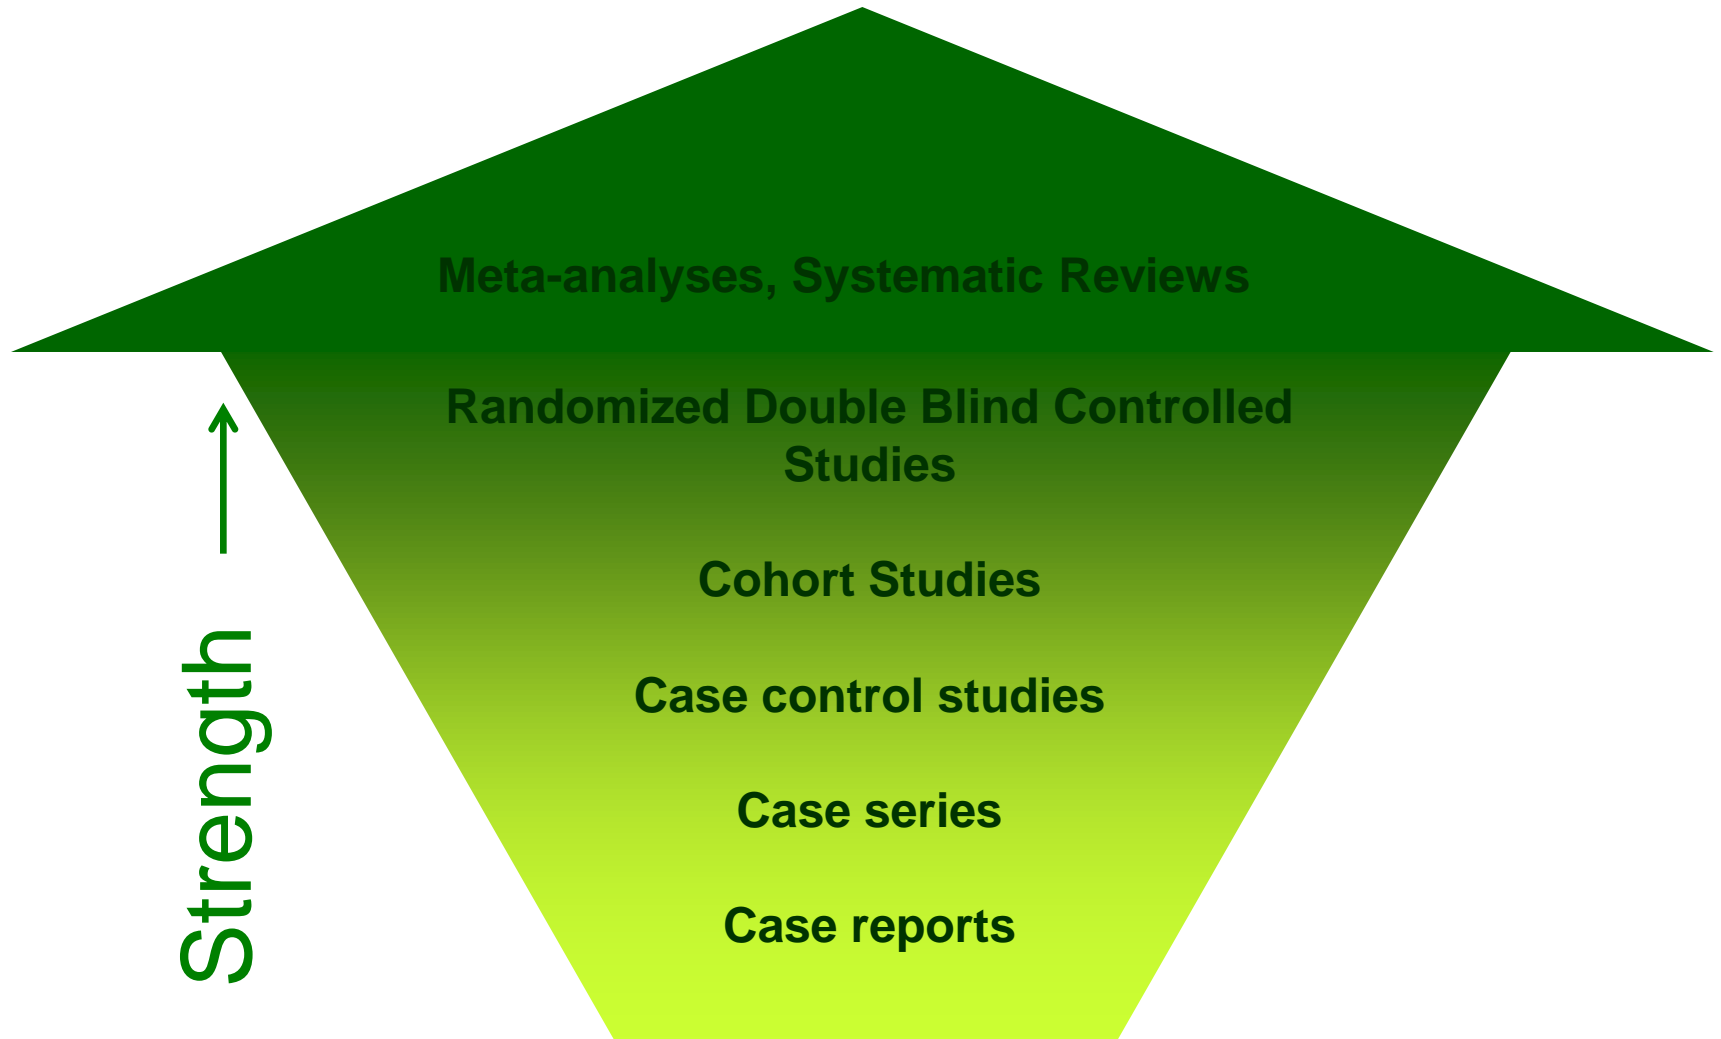 Meta-analyses, Systematic Reviews
Randomized Double Blind Controlled
Studies
Cohort Studies
Case control studies
Case series
Case reports
Strength